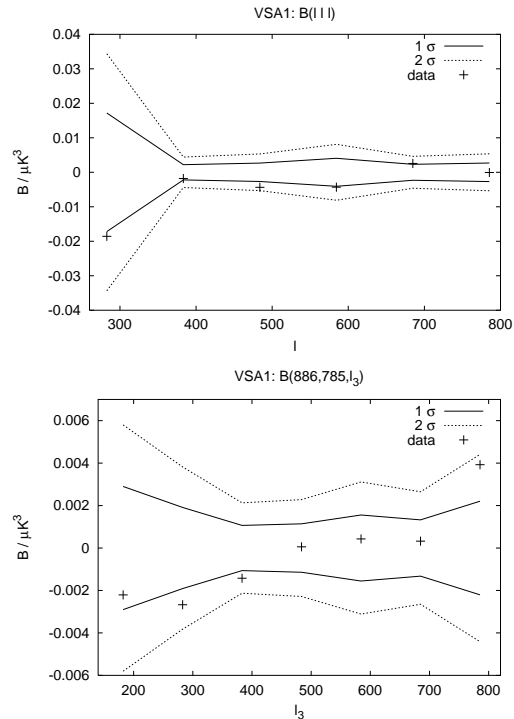 VSA1: B(l l l)
0.04
0.03
0.02
0.01
0
-0.01
-0.02
-0.03
-0.04
B / μK³
1 σ
2 σ
data
300 400 500 600 700 800
l
VSA1: B(886,785,l₃)
0.006
0.004
0.002
0
-0.002
-0.004
-0.006
B / μK³
1 σ
2 σ
data
200 300 400 500 600 700 800
l₃